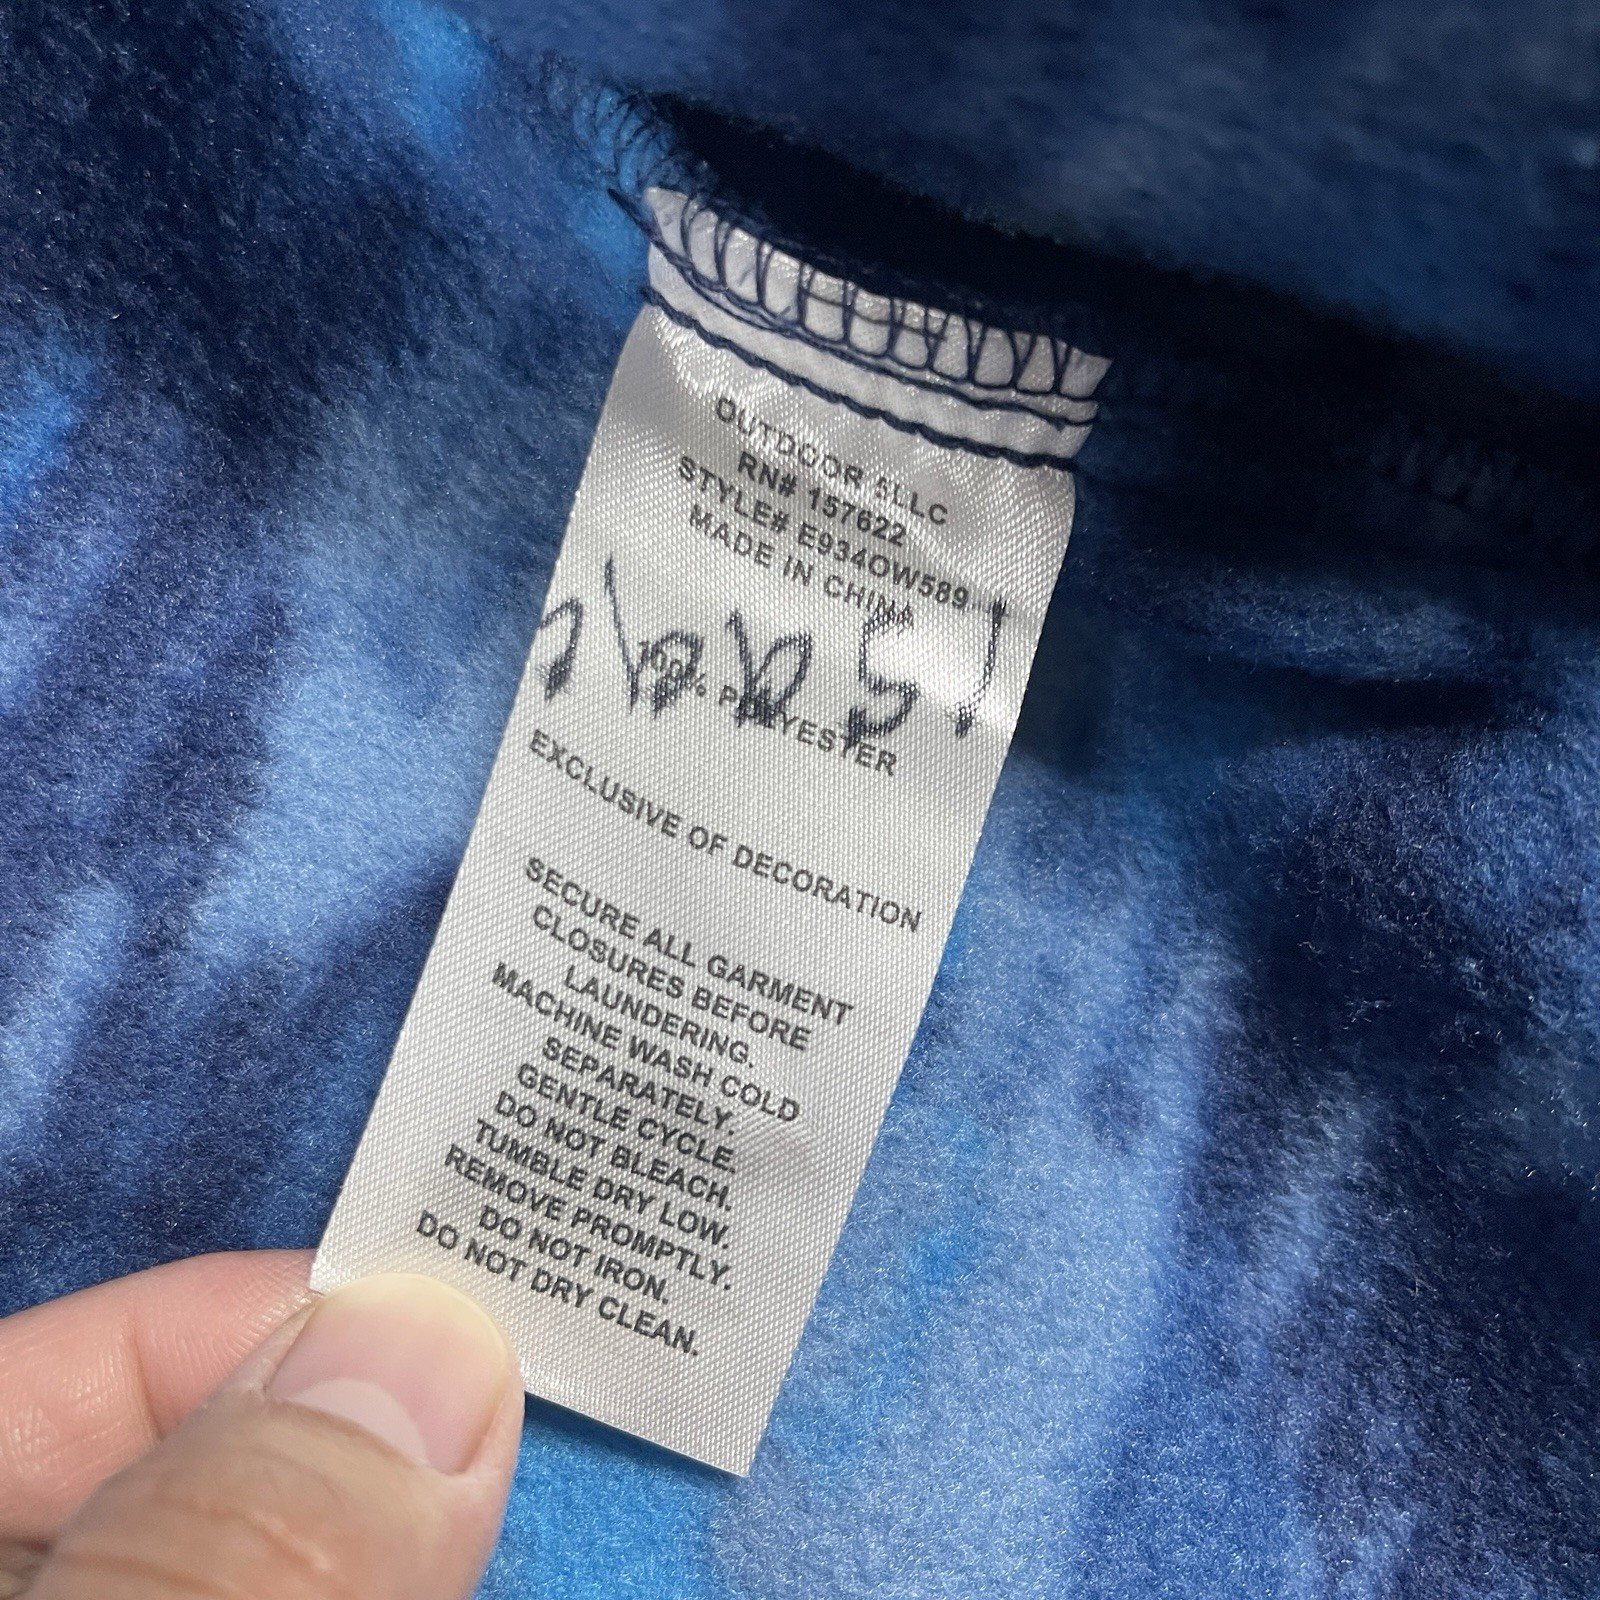 OUTDOOR 5LLC
RN# 157622
STYLE# E934OW589
MADE IN CHINA
100% POLYESTER
EXCLUSIVE OF DECORATION
SECURE ALL GARMENT
CLOSURES BEFORE
LAUNDERING.
MACHINE WASH COLD
SEPARATELY.
GENTLE CYCLE.
DO NOT BLEACH.
TUMBLE DRY LOW.
REMOVE PROMPTLY.
DO NOT IRON.
DO NOT DRY CLEAN.